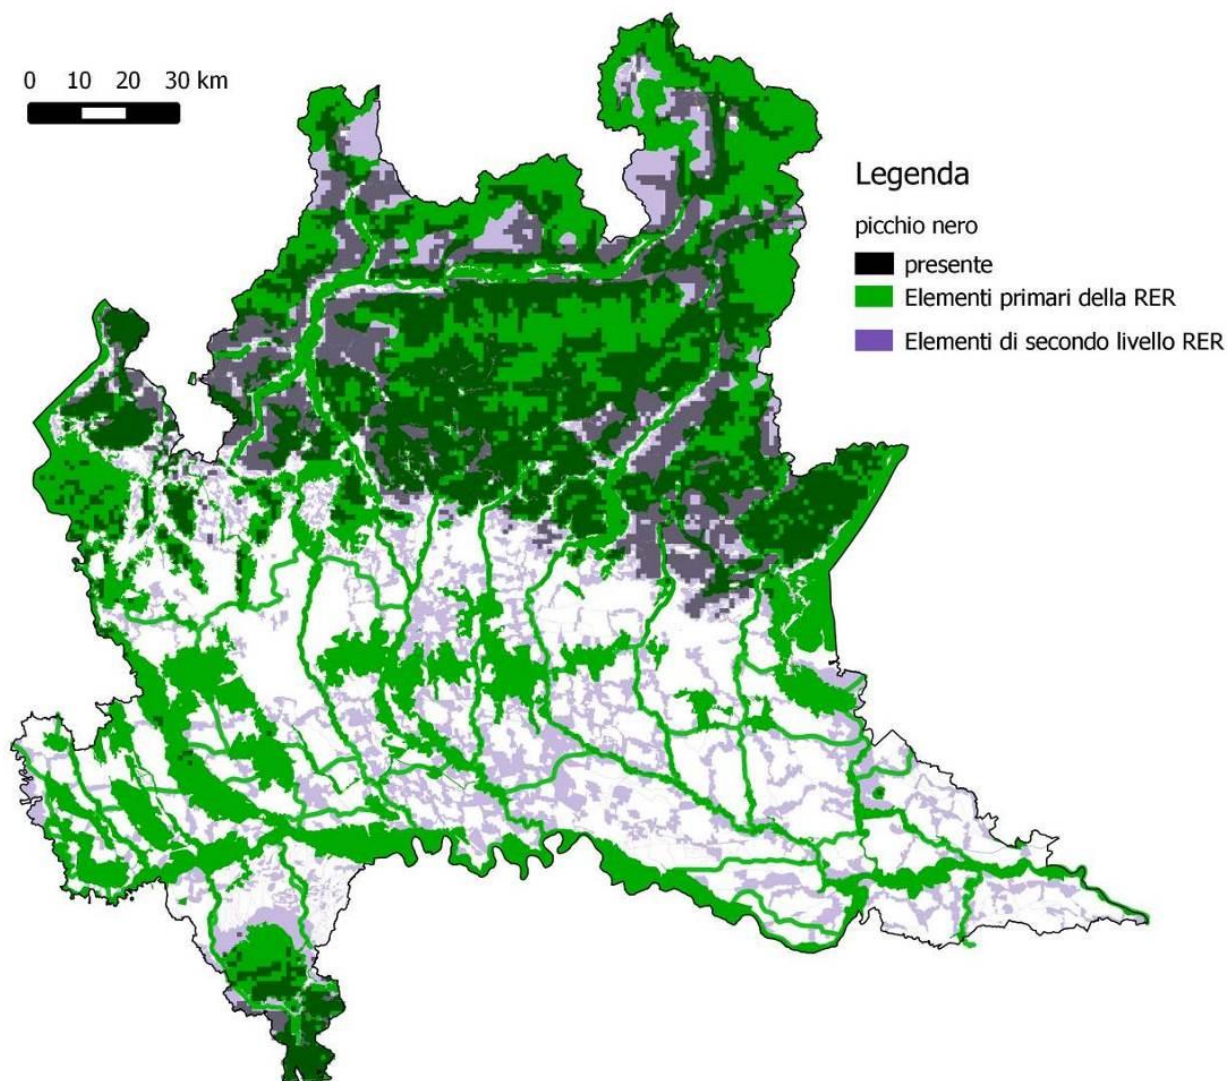 0 10 20 30 km
Legenda
picchio nero
presente
Elementi primari della RER
Elementi di secondo livello RER